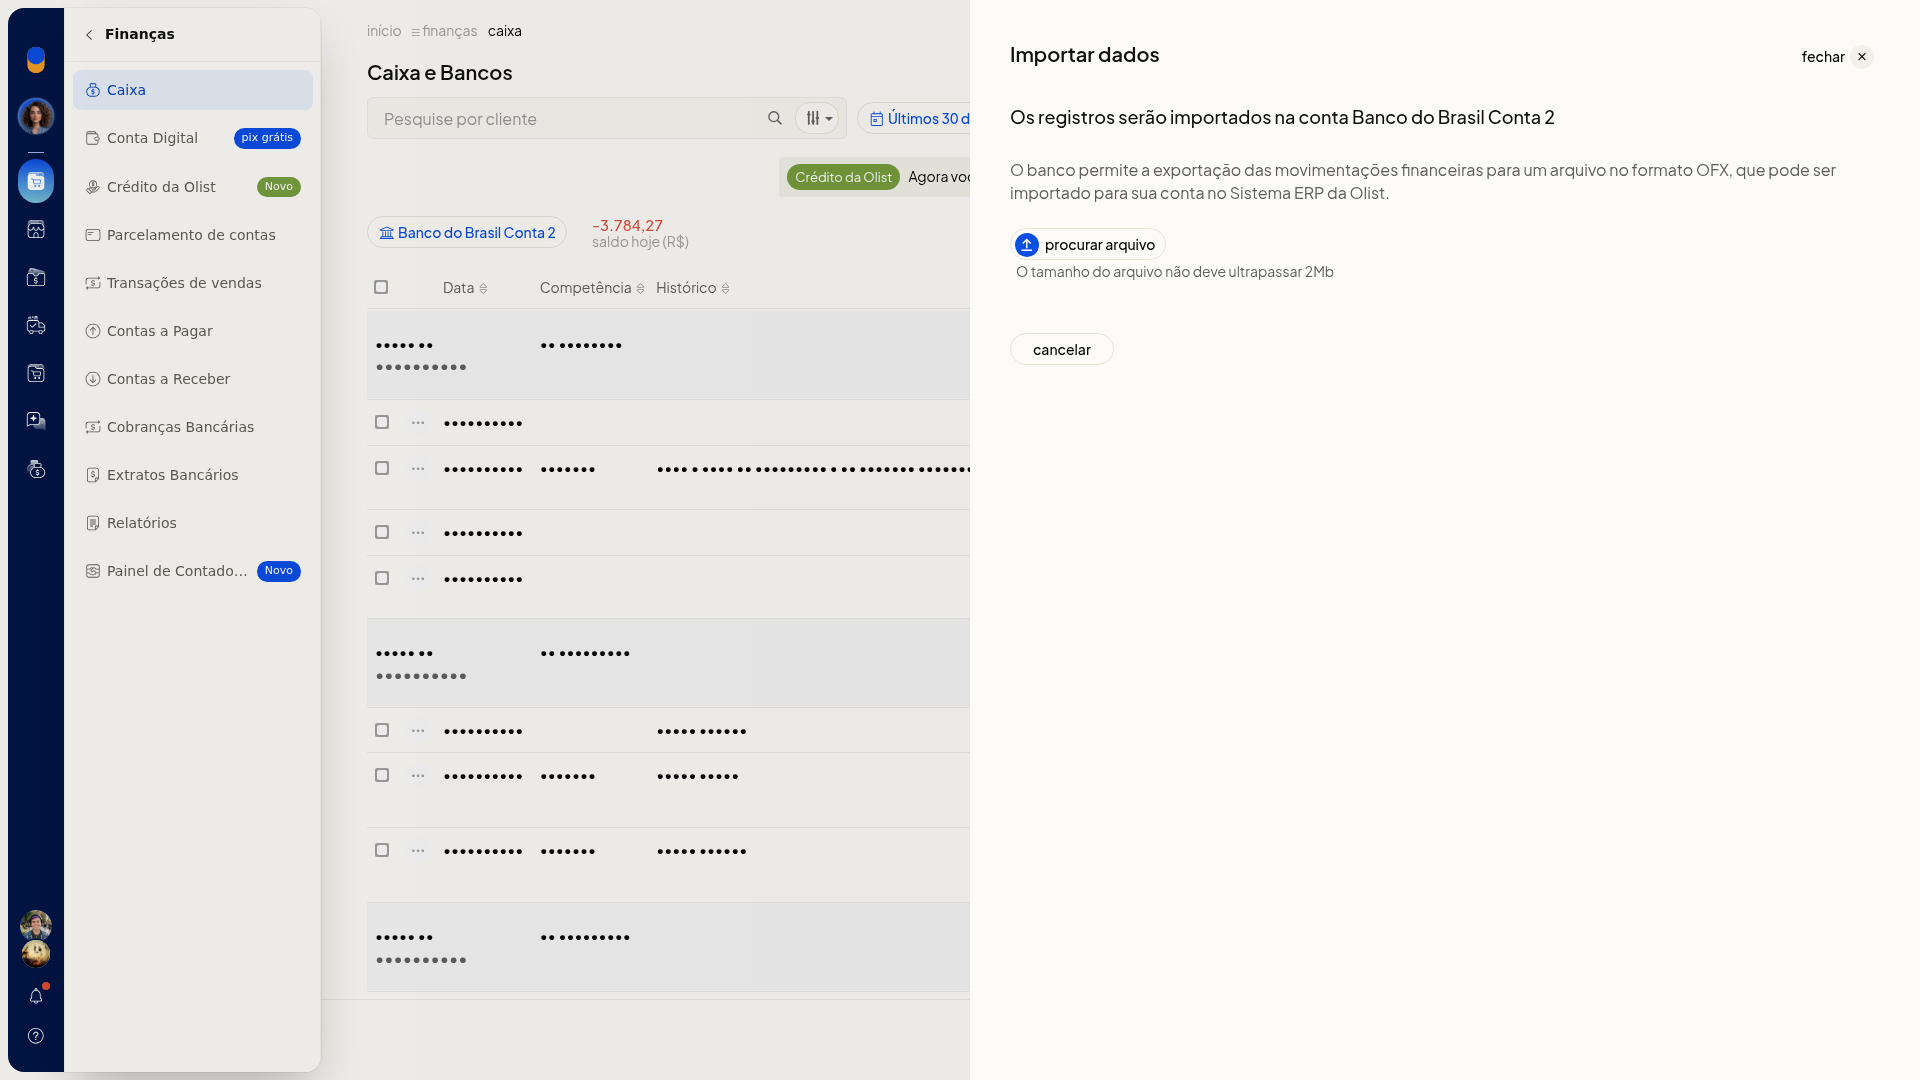 Finanças
Caixa
Conta Digital pix grátis
Crédito da Olist Novo
Parcelamento de contas
Transações de vendas
Contas a Pagar
Contas a Receber
Cobranças Bancárias
Extratos Bancários
Relatórios
Painel de Contado... Novo
início finanças caixa
Caixa e Bancos
Pesquise por cliente
Últimos 30 d
Crédito da Olist Agora voc
Banco do Brasil Conta 2
-3.784,27
saldo hoje (R$)
Data Competência Histórico
Importar dados
fechar
Os registros serão importados na conta Banco do Brasil Conta 2
O banco permite a exportação das movimentações financeiras para um arquivo no formato OFX, que pode ser
importado para sua conta no Sistema ERP da Olist.
procurar arquivo
O tamanho do arquivo não deve ultrapassar 2Mb
cancelar